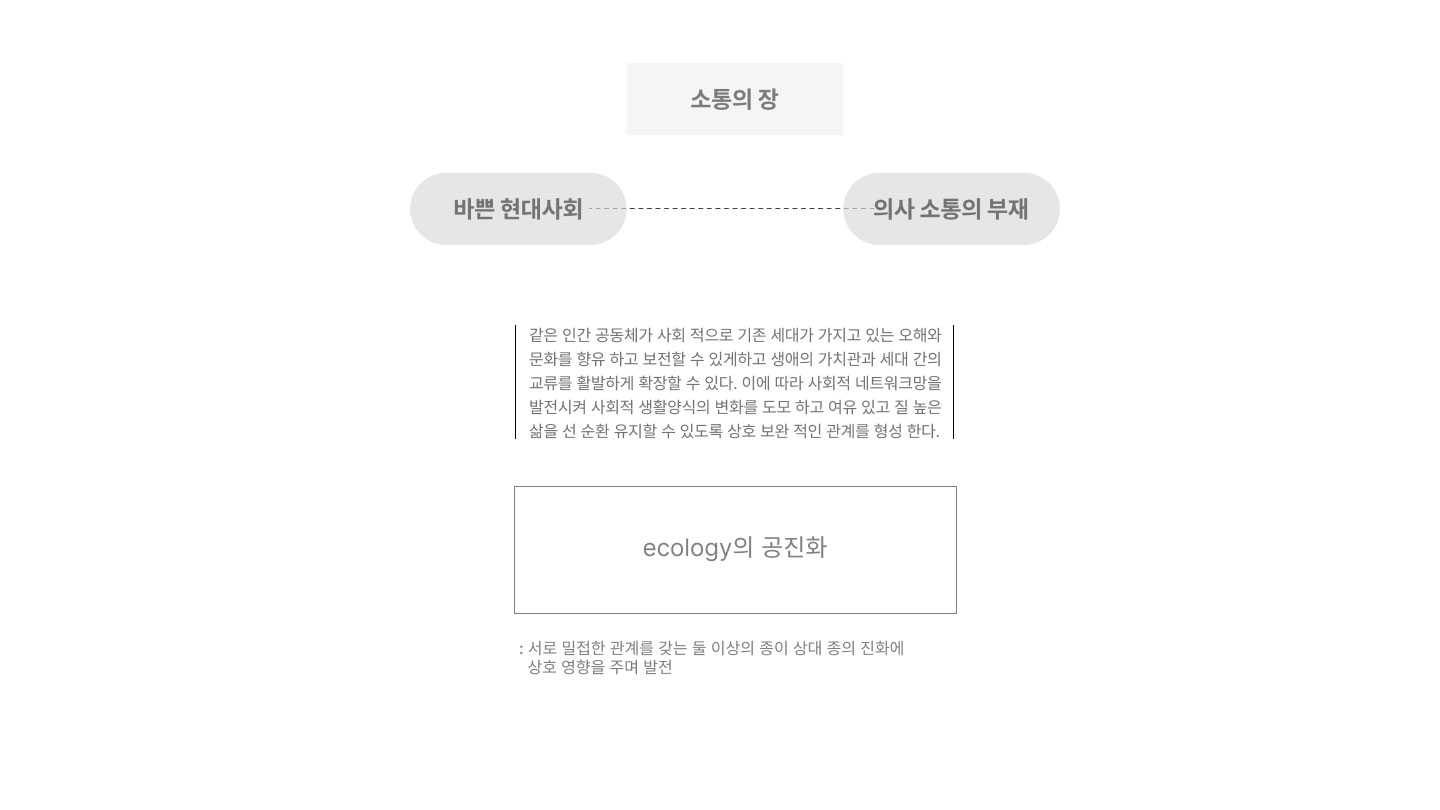 소통의 장
바쁜 현대사회
의사 소통의 부재
같은 인간 공동체가 사회 적으로 기존 세대가 가지고 있는 오해와
문화를 향유 하고 보전할 수 있게하고 생애의 가치관과 세대 간의
교류를 활발하게 확장할 수 있다. 이에 따라 사회적 네트워크망을
발전시켜 사회적 생활양식의 변화를 도모 하고 여유 있고 질 높은
삶을 선 순환 유지할 수 있도록 상호 보완 적인 관계를 형성 한다.
ecology의 공진화
: 서로 밀접한 관계를 갖는 둘 이상의 종이 상대 종의 진화에
상호 영향을 주며 발전